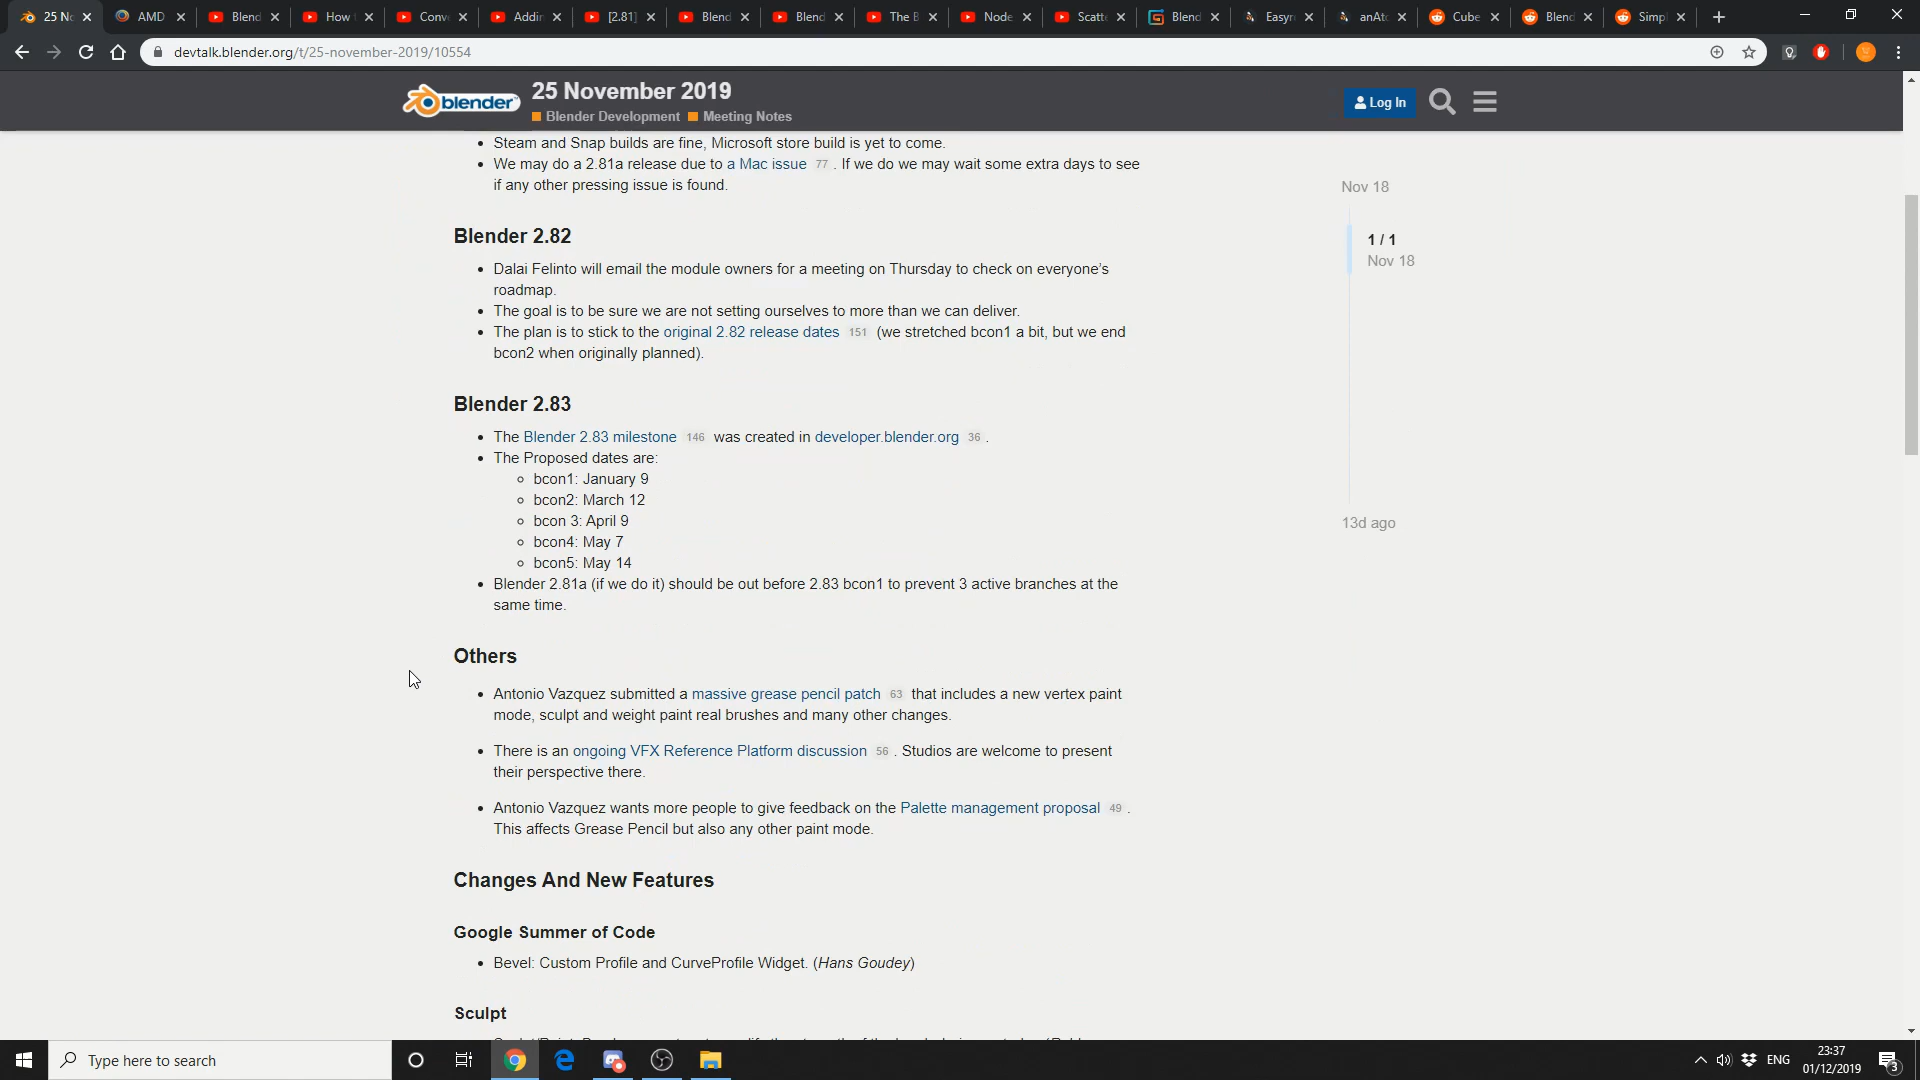 25 No
AMD
Blend
How
Conv
Addin
[2.81]
Blend
Blend
The B
Node
Scatt
Blend
Easyr
anAto
Cube
Blend
Simpl
devtalk.blender.org/t/25-november-2019/10554
blender
25 November 2019
Blender Development Meeting Notes
Log In
Steam and Snap builds are fine, Microsoft store build is yet to come.
We may do a 2.81a release due to a Mac issue 77 . If we do we may wait some extra days to see
if any other pressing issue is found.
Nov 18
1 / 1
Nov 18
13d ago
Blender 2.82
Dalai Felinto will email the module owners for a meeting on Thursday to check on everyone's
roadmap.
The goal is to be sure we are not setting ourselves to more than we can deliver.
The plan is to stick to the original 2.82 release dates 151 (we stretched bcon1 a bit, but we end
bcon2 when originally planned).
Blender 2.83
The Blender 2.83 milestone 146 was created in developer.blender.org 36 .
The Proposed dates are:
bcon1: January 9
bcon2: March 12
bcon 3: April 9
bcon4: May 7
bcon5: May 14
Blender 2.81a (if we do it) should be out before 2.83 bcon1 to prevent 3 active branches at the
same time.
Others
Antonio Vazquez submitted a massive grease pencil patch 63 that includes a new vertex paint
mode, sculpt and weight paint real brushes and many other changes.
There is an ongoing VFX Reference Platform discussion 56 . Studios are welcome to present
their perspective there.
Antonio Vazquez wants more people to give feedback on the Palette management proposal 49 .
This affects Grease Pencil but also any other paint mode.
Changes And New Features
Google Summer of Code
Bevel: Custom Profile and CurveProfile Widget. (Hans Goudey)
Sculpt
Type here to search
ENG
23:37
01/12/2019
3